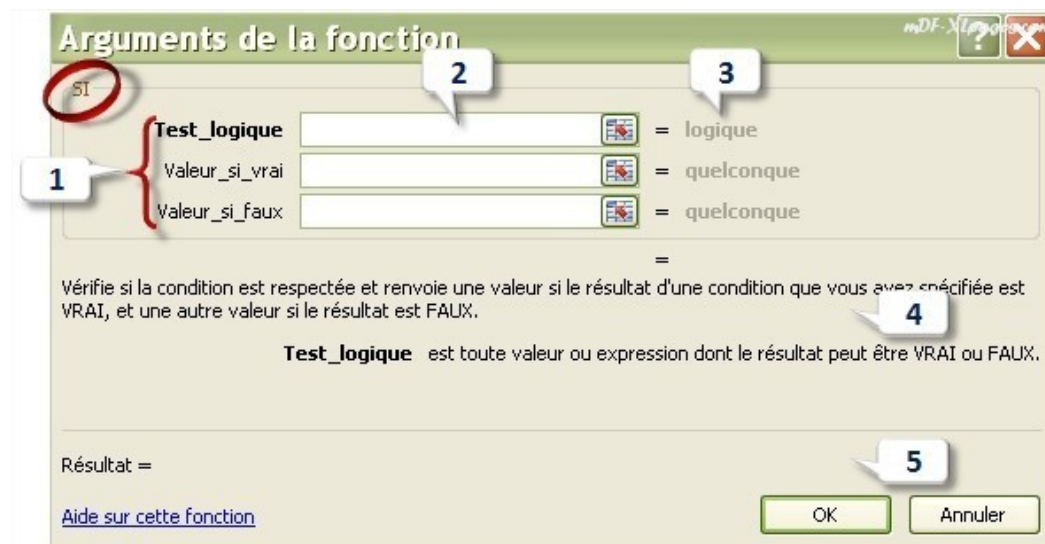 Arguments de la fonction
SI
2
3
Test_logique = logique
1
Valeur_si_vrai = quelconque
Valeur_si_faux = quelconque
=
Vérifie si la condition est respectée et renvoie une valeur si le résultat d'une condition que vous avez spécifiée est
VRAI, et une autre valeur si le résultat est FAUX.
4
Test_logique est toute valeur ou expression dont le résultat peut être VRAI ou FAUX.
Résultat =
5
Aide sur cette fonction
OK
Annuler